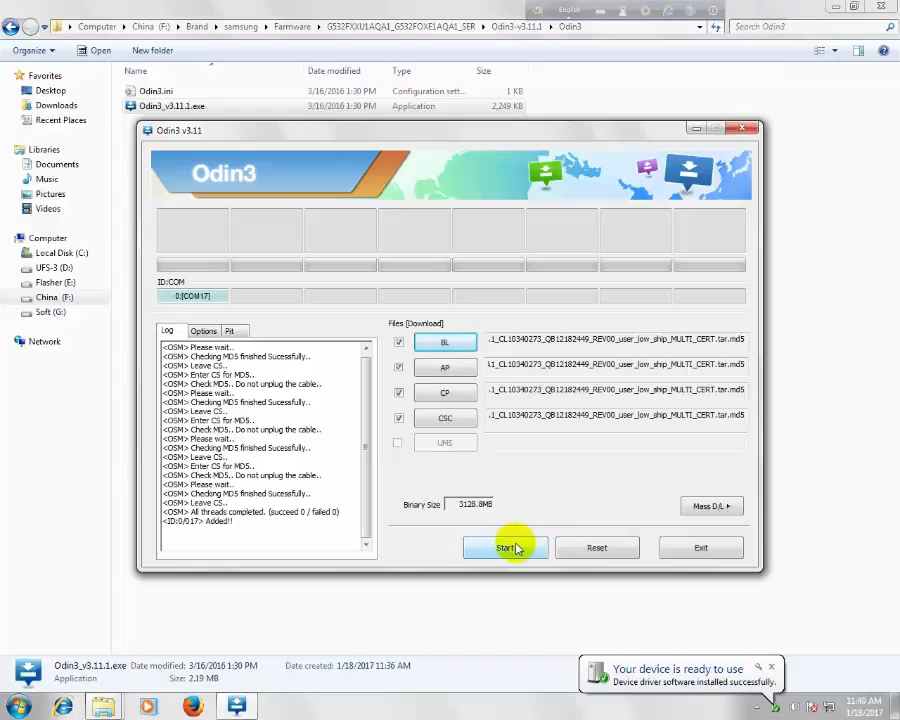 English
Computer ▸ China (F:) ▸ Brand ▸ samsung ▸ Farmware ▸ G532FXXU1AQA1_G532FOXE1AQA1_SER ▸ Odin3-v3.11.1 ▸ Odin3
Search Odin3
Organize ▾ Open New folder
Name Date modified Type Size
Odin3.ini 3/16/2016 1:30 PM Configuration sett... 1 KB
Odin3_v3.11.1.exe 3/16/2016 1:30 PM Application 2,249 KB
Favorites
Desktop
Downloads
Recent Places
Libraries
Documents
Music
Pictures
Videos
Computer
Local Disk (C:)
UFS-3 (D:)
Flasher (E:)
China (F:)
Soft (G:)
Network
Odin3 v3.11
Odin3
ID:COM
0:[COM17]
Log Options Pit
<OSM> Please wait..
<OSM> Checking MD5 finished Sucessfully..
<OSM> Leave CS..
<OSM> Enter CS for MD5..
<OSM> Check MD5.. Do not unplug the cable..
<OSM> Please wait..
<OSM> Checking MD5 finished Sucessfully..
<OSM> Leave CS..
<OSM> Enter CS for MD5..
<OSM> Check MD5.. Do not unplug the cable..
<OSM> Please wait..
<OSM> Checking MD5 finished Sucessfully..
<OSM> Leave CS..
<OSM> Enter CS for MD5..
<OSM> Check MD5.. Do not unplug the cable..
<OSM> Please wait..
<OSM> Checking MD5 finished Sucessfully..
<OSM> Leave CS..
<OSM> All threads completed. (succeed 0 / failed 0)
<ID:0/017> Added!!
Files [Download]
BL .1_CL10340273_QB12182449_REV00_user_low_ship_MULTI_CERT.tar.md5
AP \1_CL10340273_QB12182449_REV00_user_low_ship_MULTI_CERT.tar.md5
CP .1_CL10340273_QB12182449_REV00_user_low_ship_MULTI_CERT.tar.md5
CSC .1_CL10340273_QB12182449_REV00_user_low_ship_MULTI_CERT.tar.md5
UMS
Binary Size 3128.8MB
Mass D/L ▸
Start Reset Exit
Odin3_v3.11.1.exe Date modified: 3/16/2016 1:30 PM Date created: 1/18/2017 11:36 AM
Application Size: 2.19 MB
Your device is ready to use
Device driver software installed successfully.
11:40 AM
1/18/2017